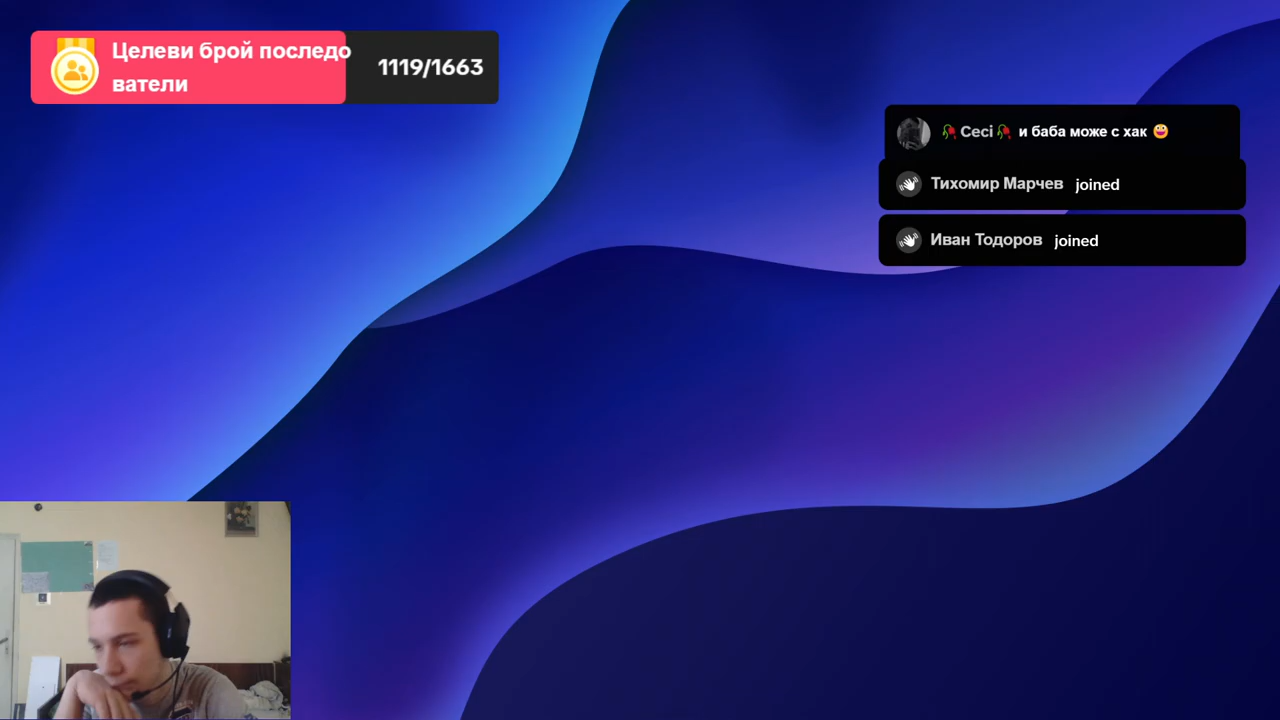 Целеви брой последо
ватели
1119/1663
🥀Ceci🥀 и баба може с хак 😀
Тихомир Марчев joined
Иван Тодоров joined